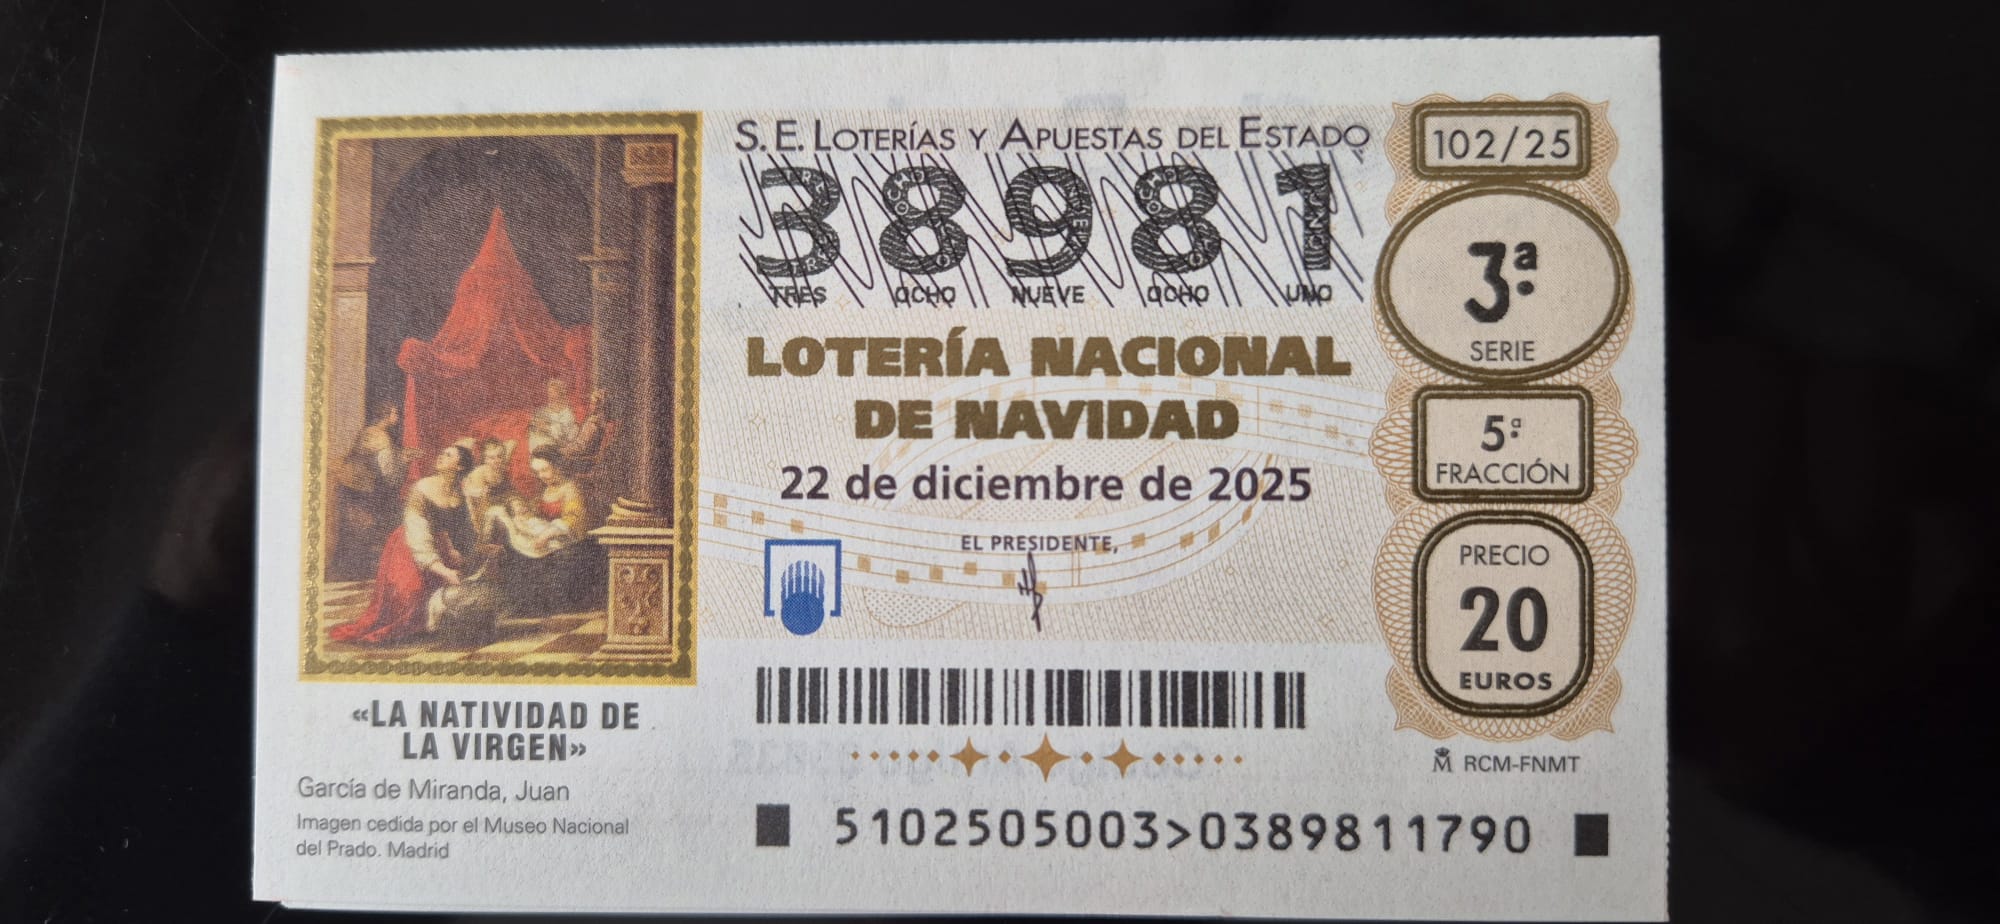 S. E. LOTERÍAS Y APUESTAS DEL ESTADO
38981
TRES OCHO NUEVE OCHO UNO
LOTERÍA NACIONAL
DE NAVIDAD
22 de diciembre de 2025
EL PRESIDENTE,
102/25
3ª
SERIE
5ª
FRACCIÓN
PRECIO
20
EUROS
RCM-FNMT
«LA NATIVIDAD DE
LA VIRGEN»
García de Miranda, Juan
Imagen cedida por el Museo Nacional
del Prado. Madrid
5102505003>0389811790